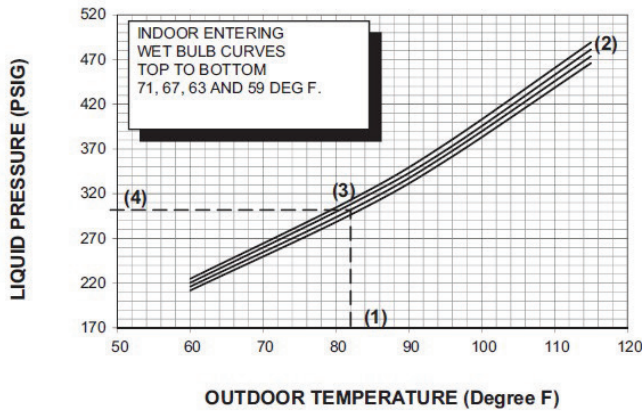 520
470
420
370
320
270
220
170
LIQUID PRESSURE (PSIG)
INDOOR ENTERING
WET BULB CURVES
TOP TO BOTTOM
71, 67, 63 AND 59 DEG F.
(2)
(3)
(4)
(1)
50 60 70 80 90 100 110 120
OUTDOOR TEMPERATURE (Degree F)